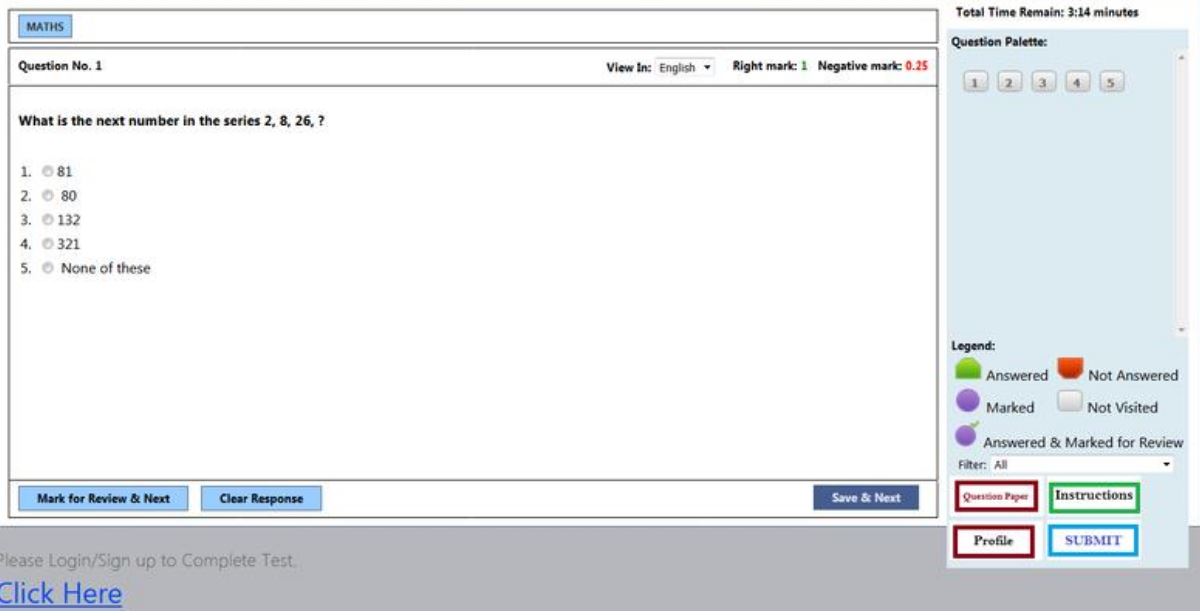 MATHS
Total Time Remain: 3:14 minutes
Question No. 1
View In: English Right mark: 1 Negative mark: 0.25
What is the next number in the series 2, 8, 26, ?
1. 81
2. 80
3. 132
4. 321
5. None of these
Mark for Review & Next Clear Response Save & Next
Question Palette:
1 2 3 4 5
Legend:
Answered Not Answered
Marked Not Visited
Answered & Marked for Review
Filter: All
Question Paper Instructions
Profile SUBMIT
Please Login/Sign up to Complete Test.
Click Here